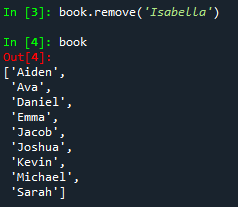 In [3]: book.remove('Isabella')
In [4]: book
Out[4]:
['Aiden',
 'Ava',
 'Daniel',
 'Emma',
 'Jacob',
 'Joshua',
 'Kevin',
 'Michael',
 'Sarah']